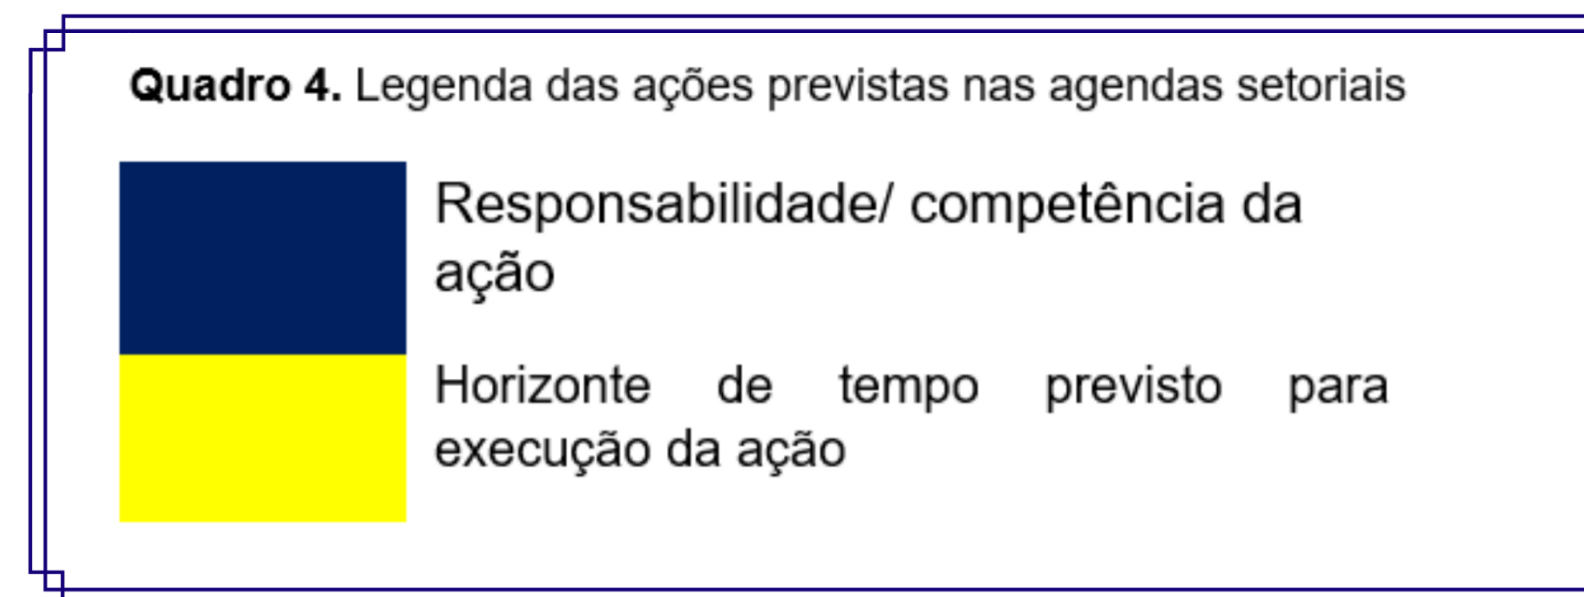 Quadro 4. Legenda das ações previstas nas agendas setoriais
Responsabilidade/ competência da
ação
Horizonte de tempo previsto para
execução da ação